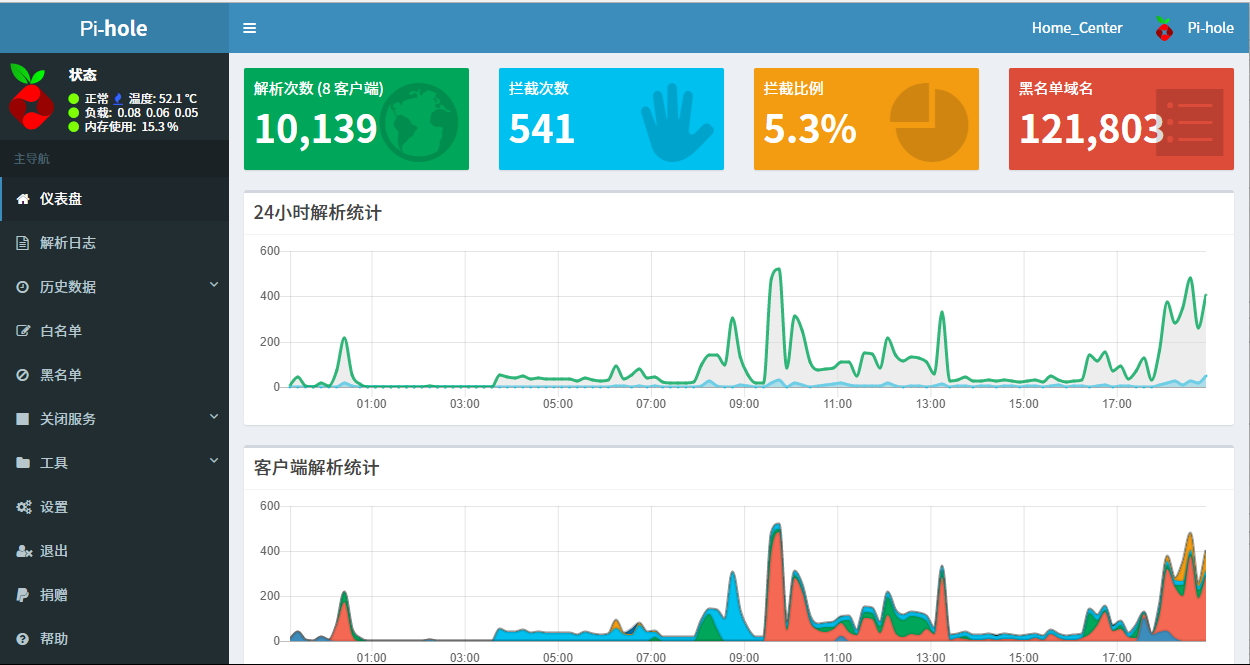 Pi-hole
Home_Center
Pi-hole
状态
正常 温度: 52.1 °C
负载: 0.08 0.06 0.05
内存使用: 15.3 %
主导航
仪表盘
解析日志
历史数据
白名单
黑名单
关闭服务
工具
设置
退出
捐赠
帮助
解析次数 (8 客户端)
10,139
拦截次数
541
拦截比例
5.3%
黑名单域名
121,803
24小时解析统计
600
400
200
0
01:00 03:00 05:00 07:00 09:00 11:00 13:00 15:00 17:00
客户端解析统计
600
400
200
0
01:00 03:00 05:00 07:00 09:00 11:00 13:00 15:00 17:00